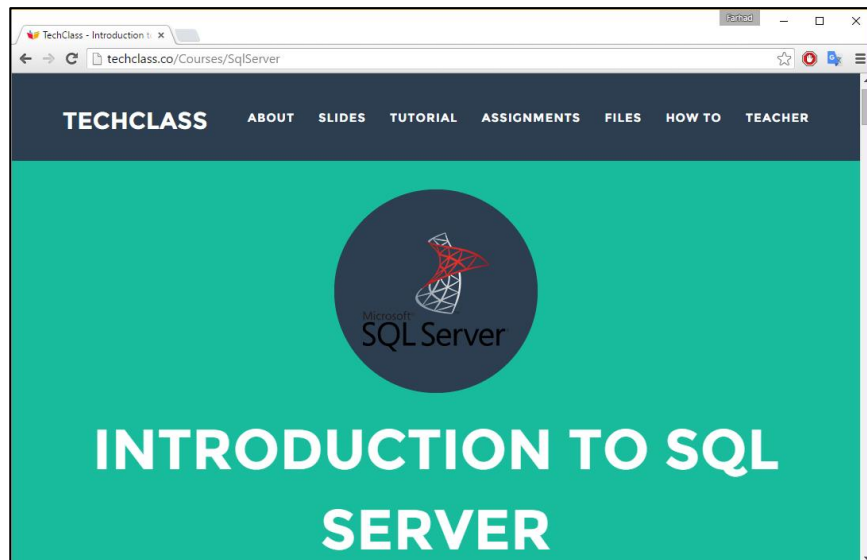 Farhad
TechClass - Introduction to
techclass.co/Courses/SqlServer
TECHCLASS ABOUT SLIDES TUTORIAL ASSIGNMENTS FILES HOW TO TEACHER
Microsoft
SQL Server
INTRODUCTION TO SQL
SERVER